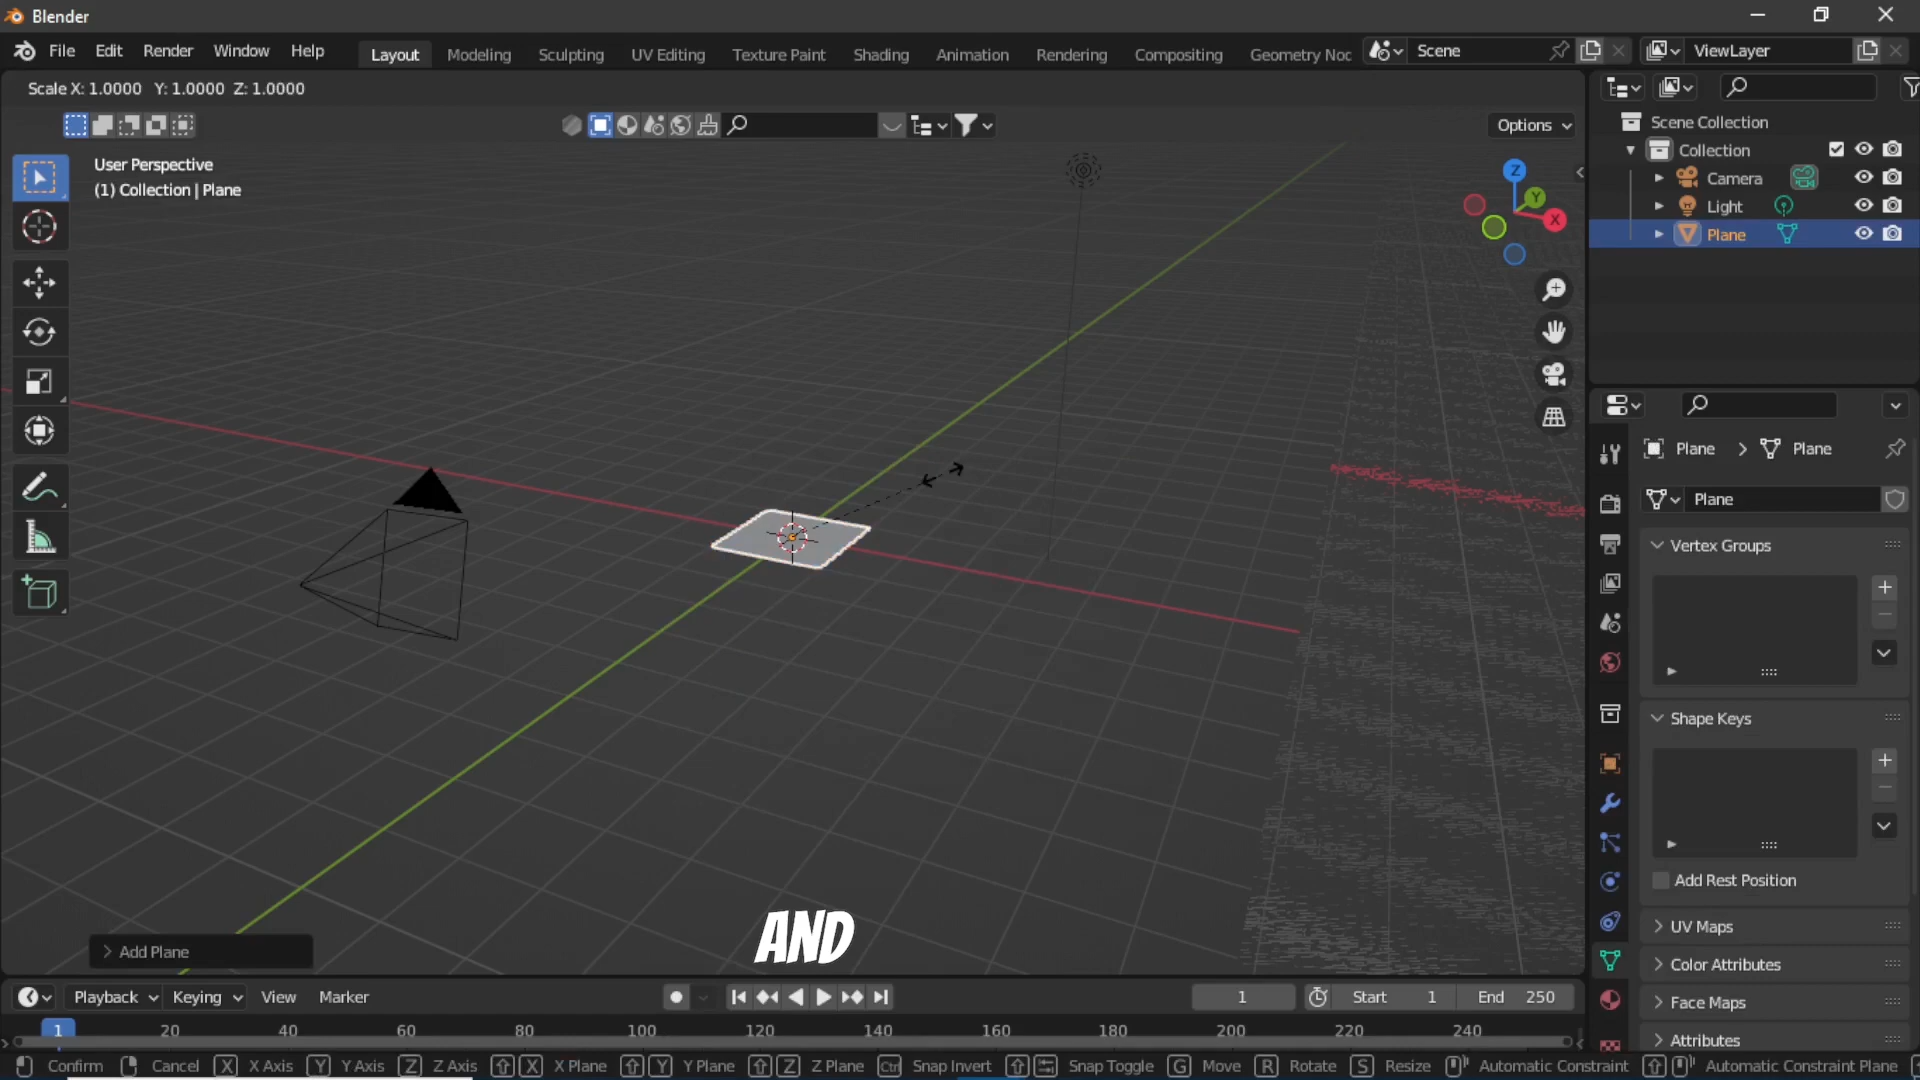 Blender
File Edit Render Window Help Layout Modeling Sculpting UV Editing Texture Paint Shading Animation Rendering Compositing Geometry Noc Scene ViewLayer
Scale X: 1.0000 Y: 1.0000 Z: 1.0000
Options
User Perspective
(1) Collection | Plane
Z
Y
X
Scene Collection
Collection
Camera
Light
Plane
Plane > Plane
Plane
Vertex Groups
Shape Keys
Add Rest Position
UV Maps
Color Attributes
Face Maps
Attributes
AND
Add Plane
Playback Keying View Marker 1 Start 1 End 250
1 20 40 60 80 100 120 140 160 180 200 220 240
Confirm Cancel X X Axis Y Y Axis Z Z Axis X X Plane Y Y Plane Z Z Plane Ctrl Snap Invert Snap Toggle G Move R Rotate S Resize Automatic Constraint Automatic Constraint Plane